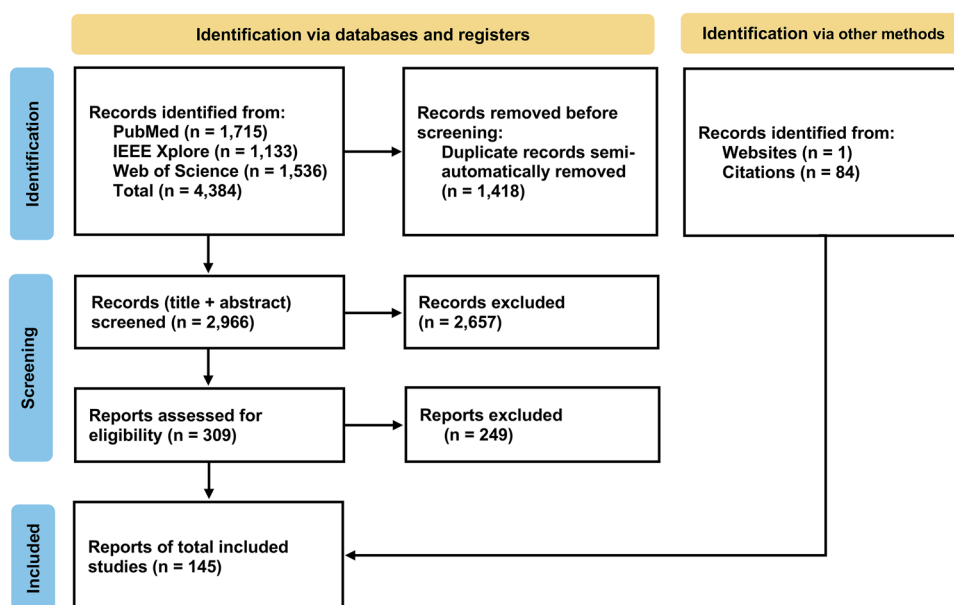 Identification via databases and registers
Identification via other methods
Identification
Records identified from:
PubMed (n = 1,715)
IEEE Xplore (n = 1,133)
Web of Science (n = 1,536)
Total (n = 4,384)
Records removed before
screening:
Duplicate records semi-
automatically removed
(n = 1,418)
Records identified from:
Websites (n = 1)
Citations (n = 84)
Screening
Records (title + abstract)
screened (n = 2,966)
Records excluded
(n = 2,657)
Reports assessed for
eligibility (n = 309)
Reports excluded
(n = 249)
Included
Reports of total included
studies (n = 145)